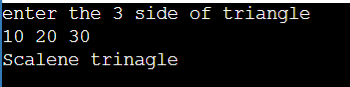 enter the 3 side of triangle
10 20 30
Scalene trinagle